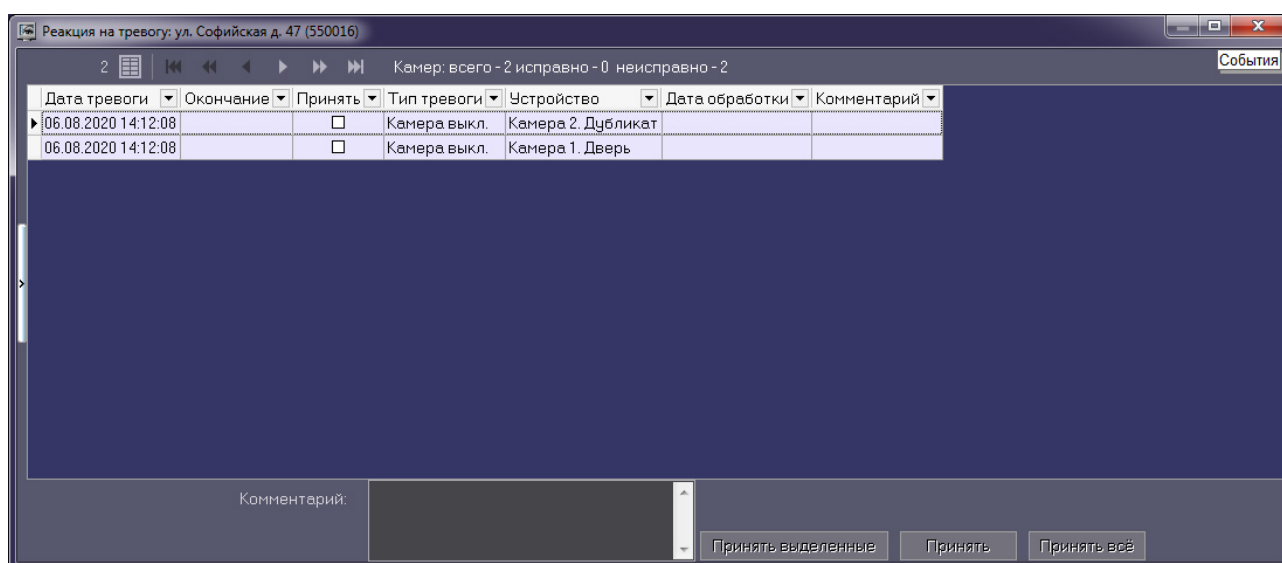 Реакция на тревогу: ул. Софийская д. 47 (550016)
2 Камер: всего - 2 исправно - 0 неисправно - 2
События
Дата тревоги Окончание Принять Тип тревоги Устройство Дата обработки Комментарий
06.08.2020 14:12:08 Камера выкл. Камера 2. Дубликат
06.08.2020 14:12:08 Камера выкл. Камера 1. Дверь
Комментарий:
Принять выделенные Принять Принять всё